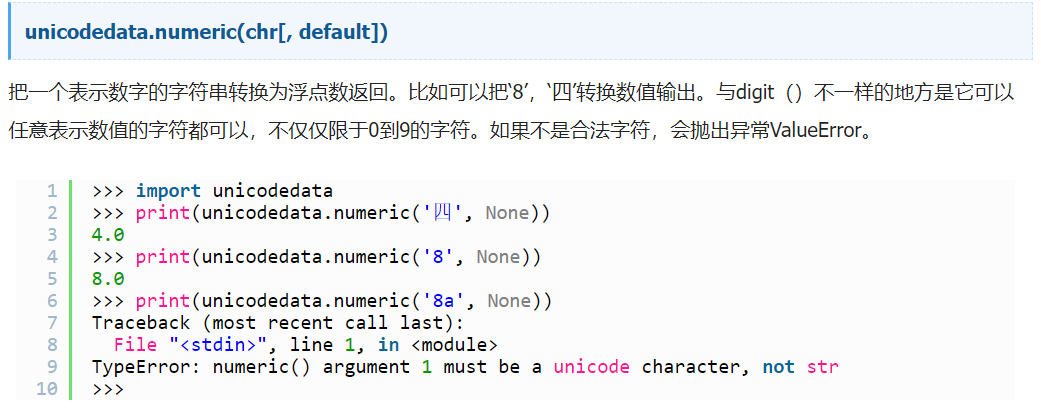 unicodedata.numeric(chr[, default])
把一个表示数字的字符串转换为浮点数返回。比如可以把‘8’，‘四’转换数值输出。与digit（）不一样的地方是它可以
任意表示数值的字符都可以，不仅仅限于0到9的字符。如果不是合法字符，会抛出异常ValueError。
1 >>> import unicodedata
2 >>> print(unicodedata.numeric('四', None))
3 4.0
4 >>> print(unicodedata.numeric('8', None))
5 8.0
6 >>> print(unicodedata.numeric('8a', None))
7 Traceback (most recent call last):
8   File "<stdin>", line 1, in <module>
9 TypeError: numeric() argument 1 must be a unicode character, not str
10 >>>